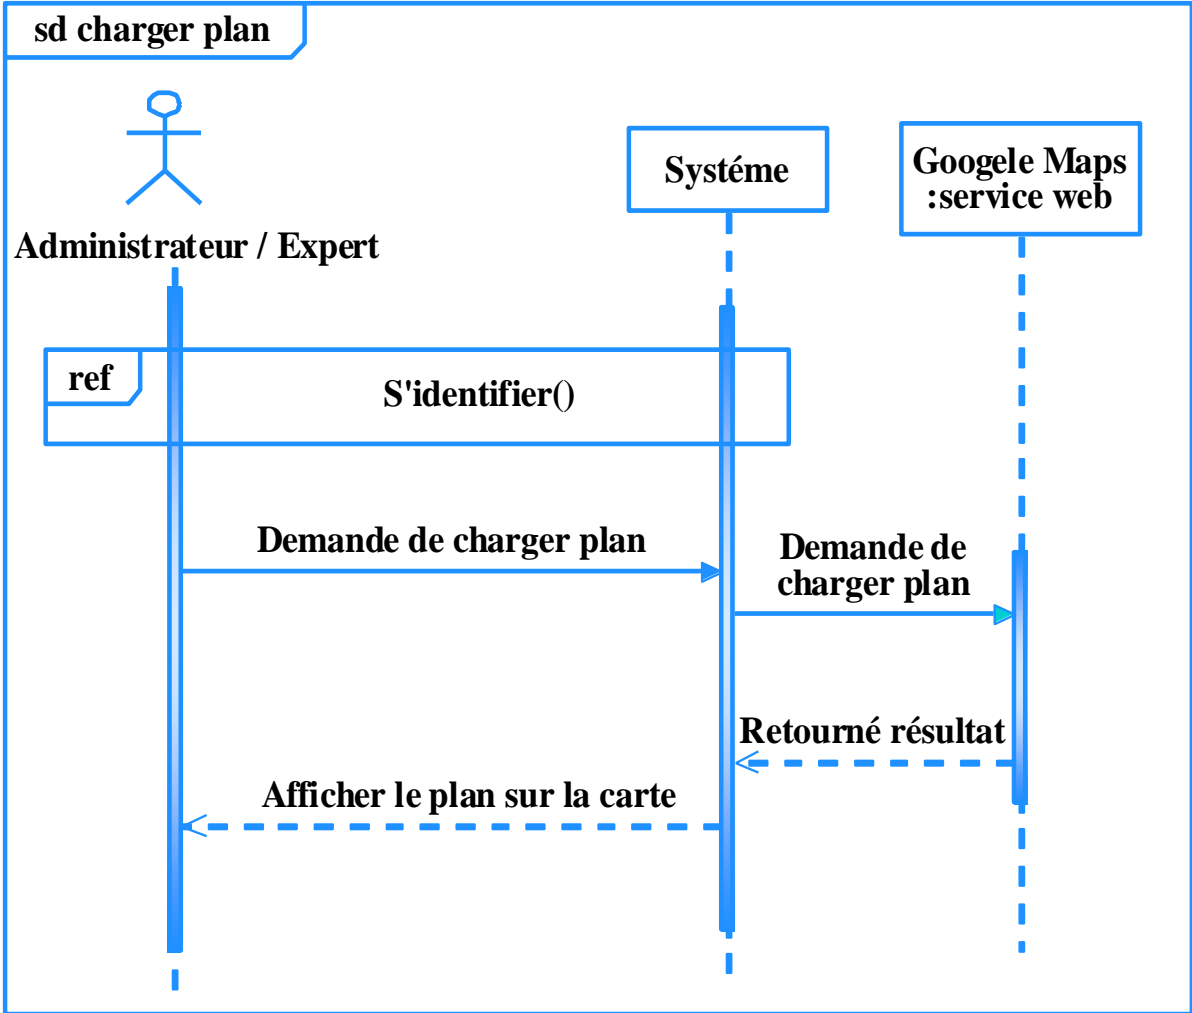 sd charger plan
Systéme
Googele Maps
:service web
Administrateur / Expert
ref
S'identifier()
Demande de charger plan
Demande de
charger plan
Retourné résultat
Afficher le plan sur la carte